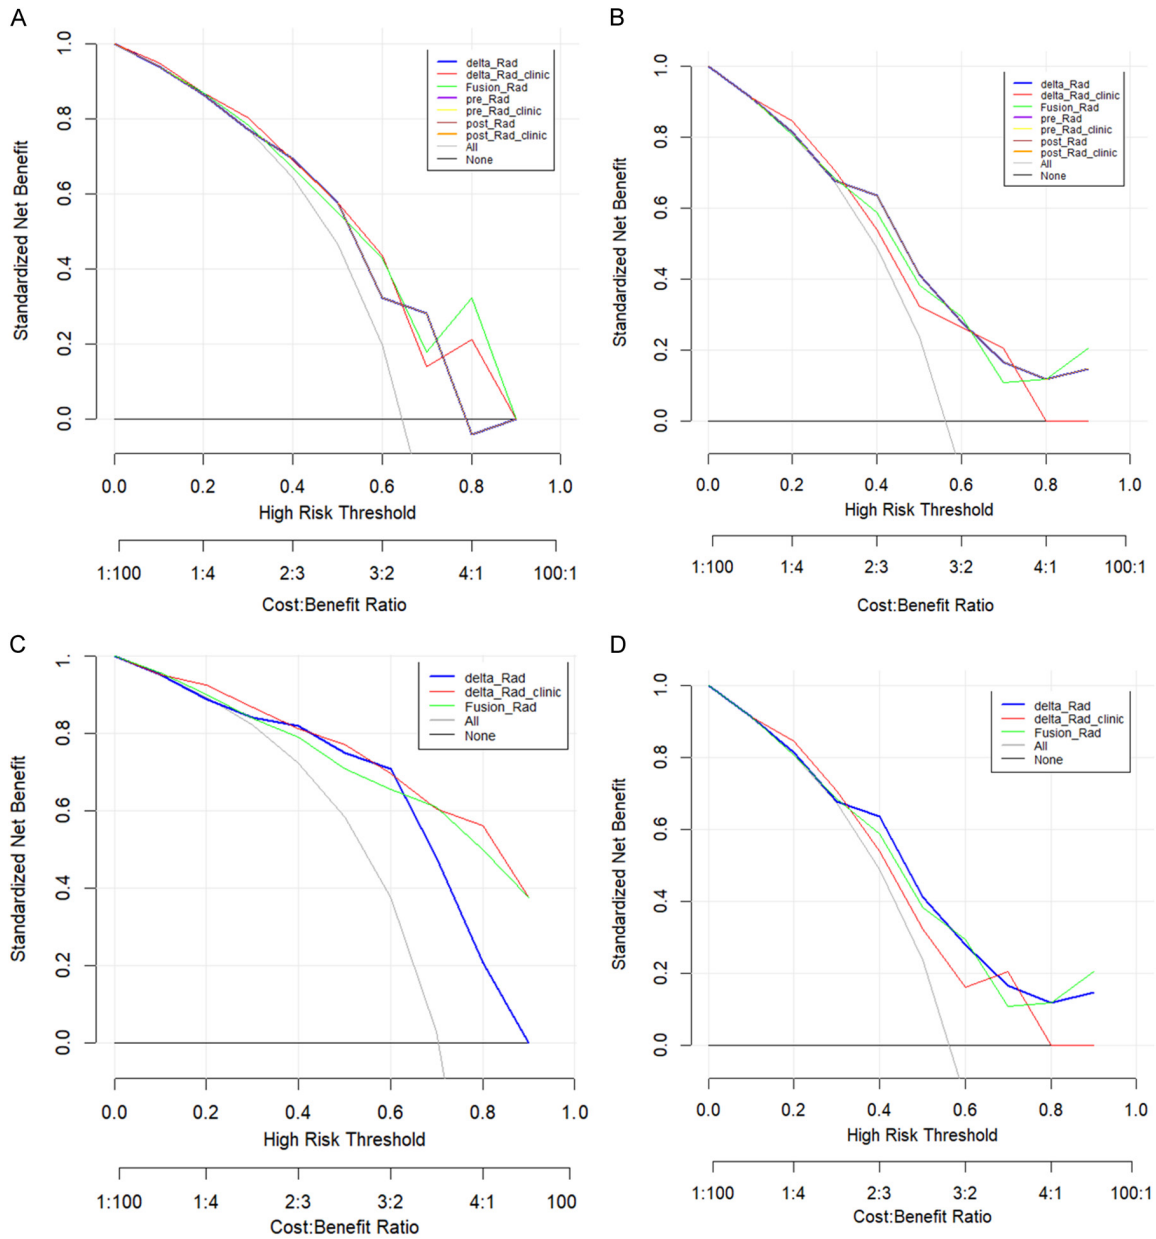 A
Standardized Net Benefit
1.0
0.8
0.6
0.4
0.2
0.0
delta_Rad
delta_Rad_clinic
Fusion_Rad
pre_Rad
pre_Rad_clinic
post_Rad
post_Rad_clinic
All
None
0.0 0.2 0.4 0.6 0.8 1.0
High Risk Threshold
1:100 1:4 2:3 3:2 4:1 100:1
Cost:Benefit Ratio
B
Standardized Net Benefit
1.0
0.8
0.6
0.4
0.2
0.0
delta_Rad
delta_Rad_clinic
Fusion_Rad
pre_Rad
pre_Rad_clinic
post_Rad
post_Rad_clinic
All
None
0.0 0.2 0.4 0.6 0.8 1.0
High Risk Threshold
1:100 1:4 2:3 3:2 4:1 100:1
Cost:Benefit Ratio
C
Standardized Net Benefit
1.
0.8
0.6
0.4
0.2
0.0
delta_Rad
delta_Rad_clinic
Fusion_Rad
All
None
0.0 0.2 0.4 0.6 0.8 1.0
High Risk Threshold
1:100 1:4 2:3 3:2 4:1 100
Cost:Benefit Ratio
D
Standardized Net Benefit
1.0
0.8
0.6
0.4
0.2
0.0
delta_Rad
delta_Rad_clinic
Fusion_Rad
All
None
0.0 0.2 0.4 0.6 0.8 1.0
High Risk Threshold
1:100 1:4 2:3 3:2 4:1 100:1
Cost:Benefit Ratio